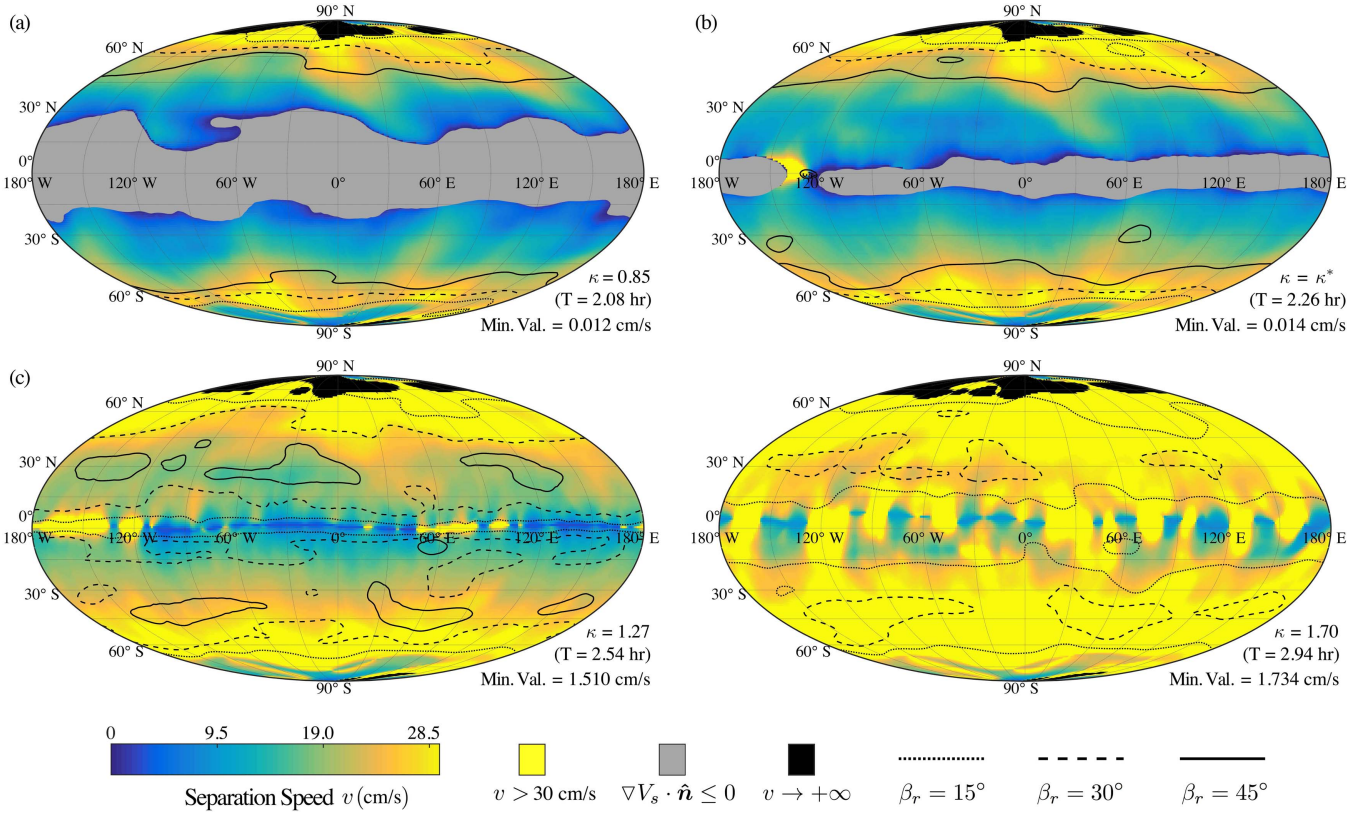 (a)
90° N
60° N
30° N
0°
180° W
120° W
60° W
0°
60° E
120° E
180° E
30° S
60° S
90° S
κ = 0.85
(T = 2.08 hr)
Min. Val. = 0.012 cm/s
(b)
90° N
60° N
30° N
0°
180° W
120° W
60° W
0°
60° E
120° E
180° E
30° S
60° S
90° S
κ = κ*
(T = 2.26 hr)
Min. Val. = 0.014 cm/s
(c)
90° N
60° N
30° N
0°
180° W
120° W
60° W
0°
60° E
120° E
180° E
30° S
60° S
90° S
κ = 1.27
(T = 2.54 hr)
Min. Val. = 1.510 cm/s
90° N
60° N
30° N
0°
180° W
120° W
60° W
0°
60° E
120° E
180° E
30° S
60° S
90° S
κ = 1.70
(T = 2.94 hr)
Min. Val. = 1.734 cm/s
0 9.5 19.0 28.5
Separation Speed v (cm/s)
v > 30 cm/s
∇V_s · n̂ ≤ 0
v → +∞
β_r = 15°
β_r = 30°
β_r = 45°